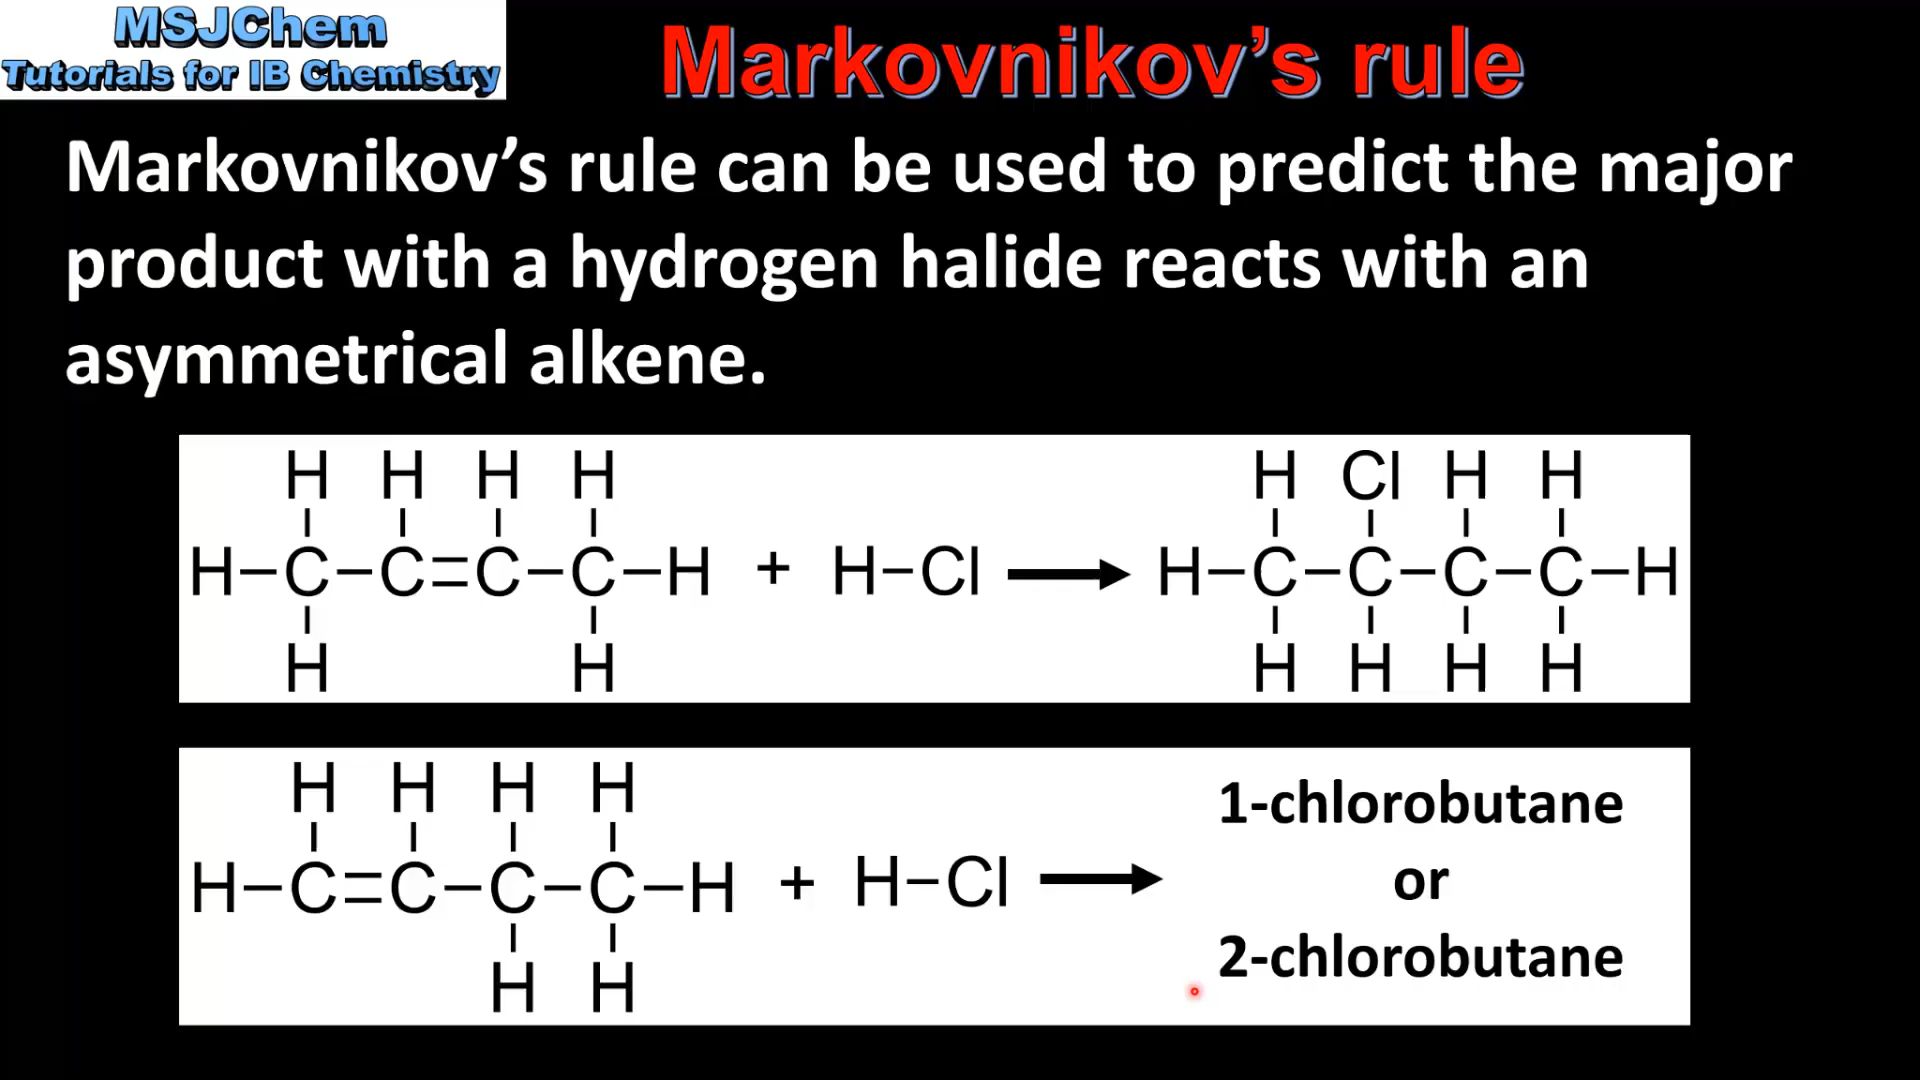 MSJChem
Tutorials for IB Chemistry
Markovnikov's rule
Markovnikov's rule can be used to predict the major
product with a hydrogen halide reacts with an
asymmetrical alkene.
H H H H
H–C–C=C–C–H + H–Cl → H–C–C–C–C–H
H H
H Cl H H
H H H H
H H H H
H–C=C–C–C–H + H–Cl →
H H
1-chlorobutane
or
2-chlorobutane